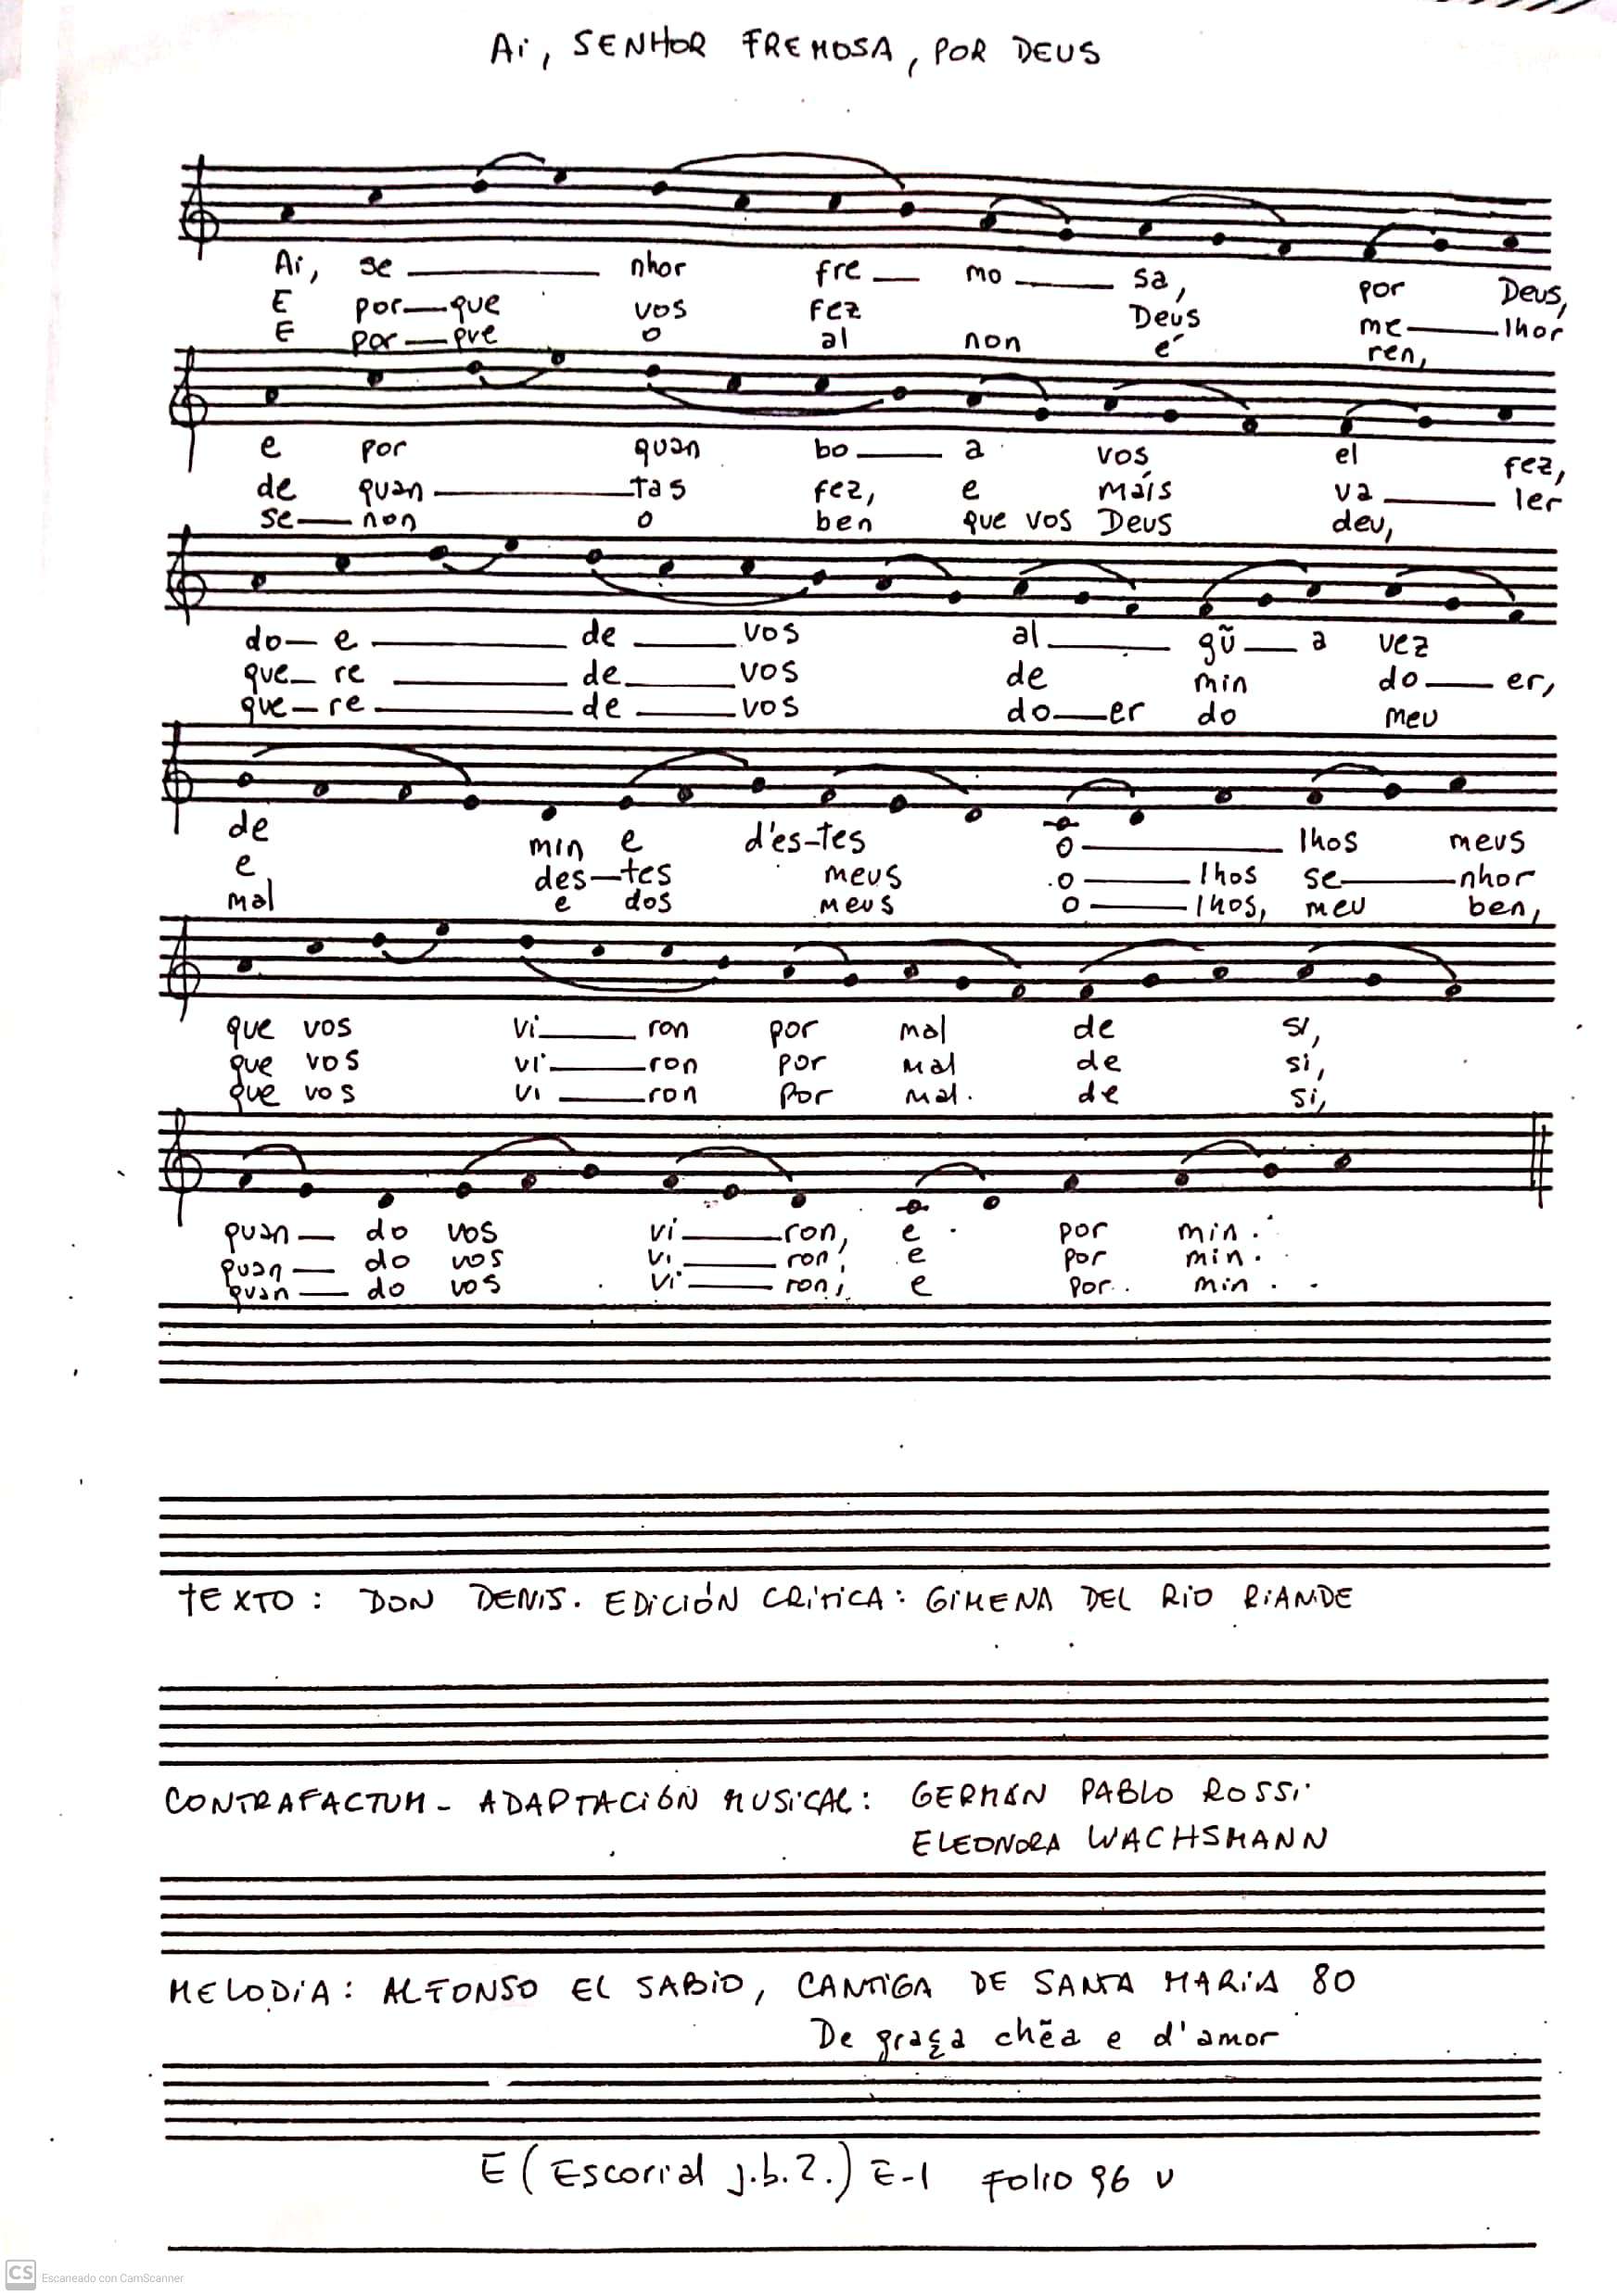 Ai, SENHOR FREMOSA, POR DEUS
Ai, se — nhor fre — mo — sa, por Deus,
E por—que vos fez Deus me—lhor
E por—que o al non é ren,
e por quan bo — a vos el fez,
de quan — tas fez, e máis va — ler
se—non o ben que vos Deus deu,
do—e — de — vos al — gũ — a vez
que—re — de — vos de min do — er,
que—re — de — vos do—er do meu
de min e d'es-tes o — lhos meus
e des—tes meus o — lhos se — nhor
mal e dos meus o — lhos, meu ben,
que vos vi — ron por mal de si,
que vos vi — ron por mal de si,
que vos vi — ron por mal de si,
quan — do vos vi — ron, e por min.
quan — do vos vi — ron, e por min.
quan — do vos vi — ron, e por min.
TEXTO: DON DENIS. EDICIÓN CRÍTICA: GIMENA DEL RIO RIANDE
CONTRAFACTUM - ADAPTACIÓN MUSICAL: GERMÁN PABLO ROSSI
ELEONORA WACHSMANN
MELODIA: ALFONSO EL SABIO, CANTIGA DE SANTA MARIA 80
De graça chẽa e d'amor
E (Escorial j.b.2.) E-1 Folio 96 v
CS Escaneado con CamScanner